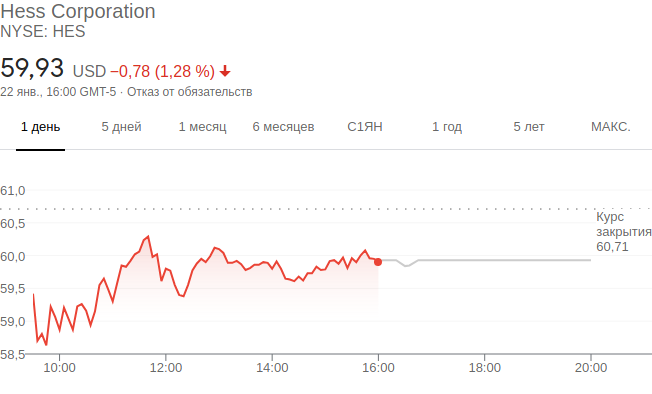 Hess Corporation
NYSE: HES
59,93 USD −0,78 (1,28 %)
22 янв., 16:00 GMT-5 · Отказ от обязательств
1 день 5 дней 1 месяц 6 месяцев С1ЯН 1 год 5 лет МАКС.
61,0
60,5
60,0
59,5
59,0
58,5
Курс
закрытия
60,71
10:00 12:00 14:00 16:00 18:00 20:00